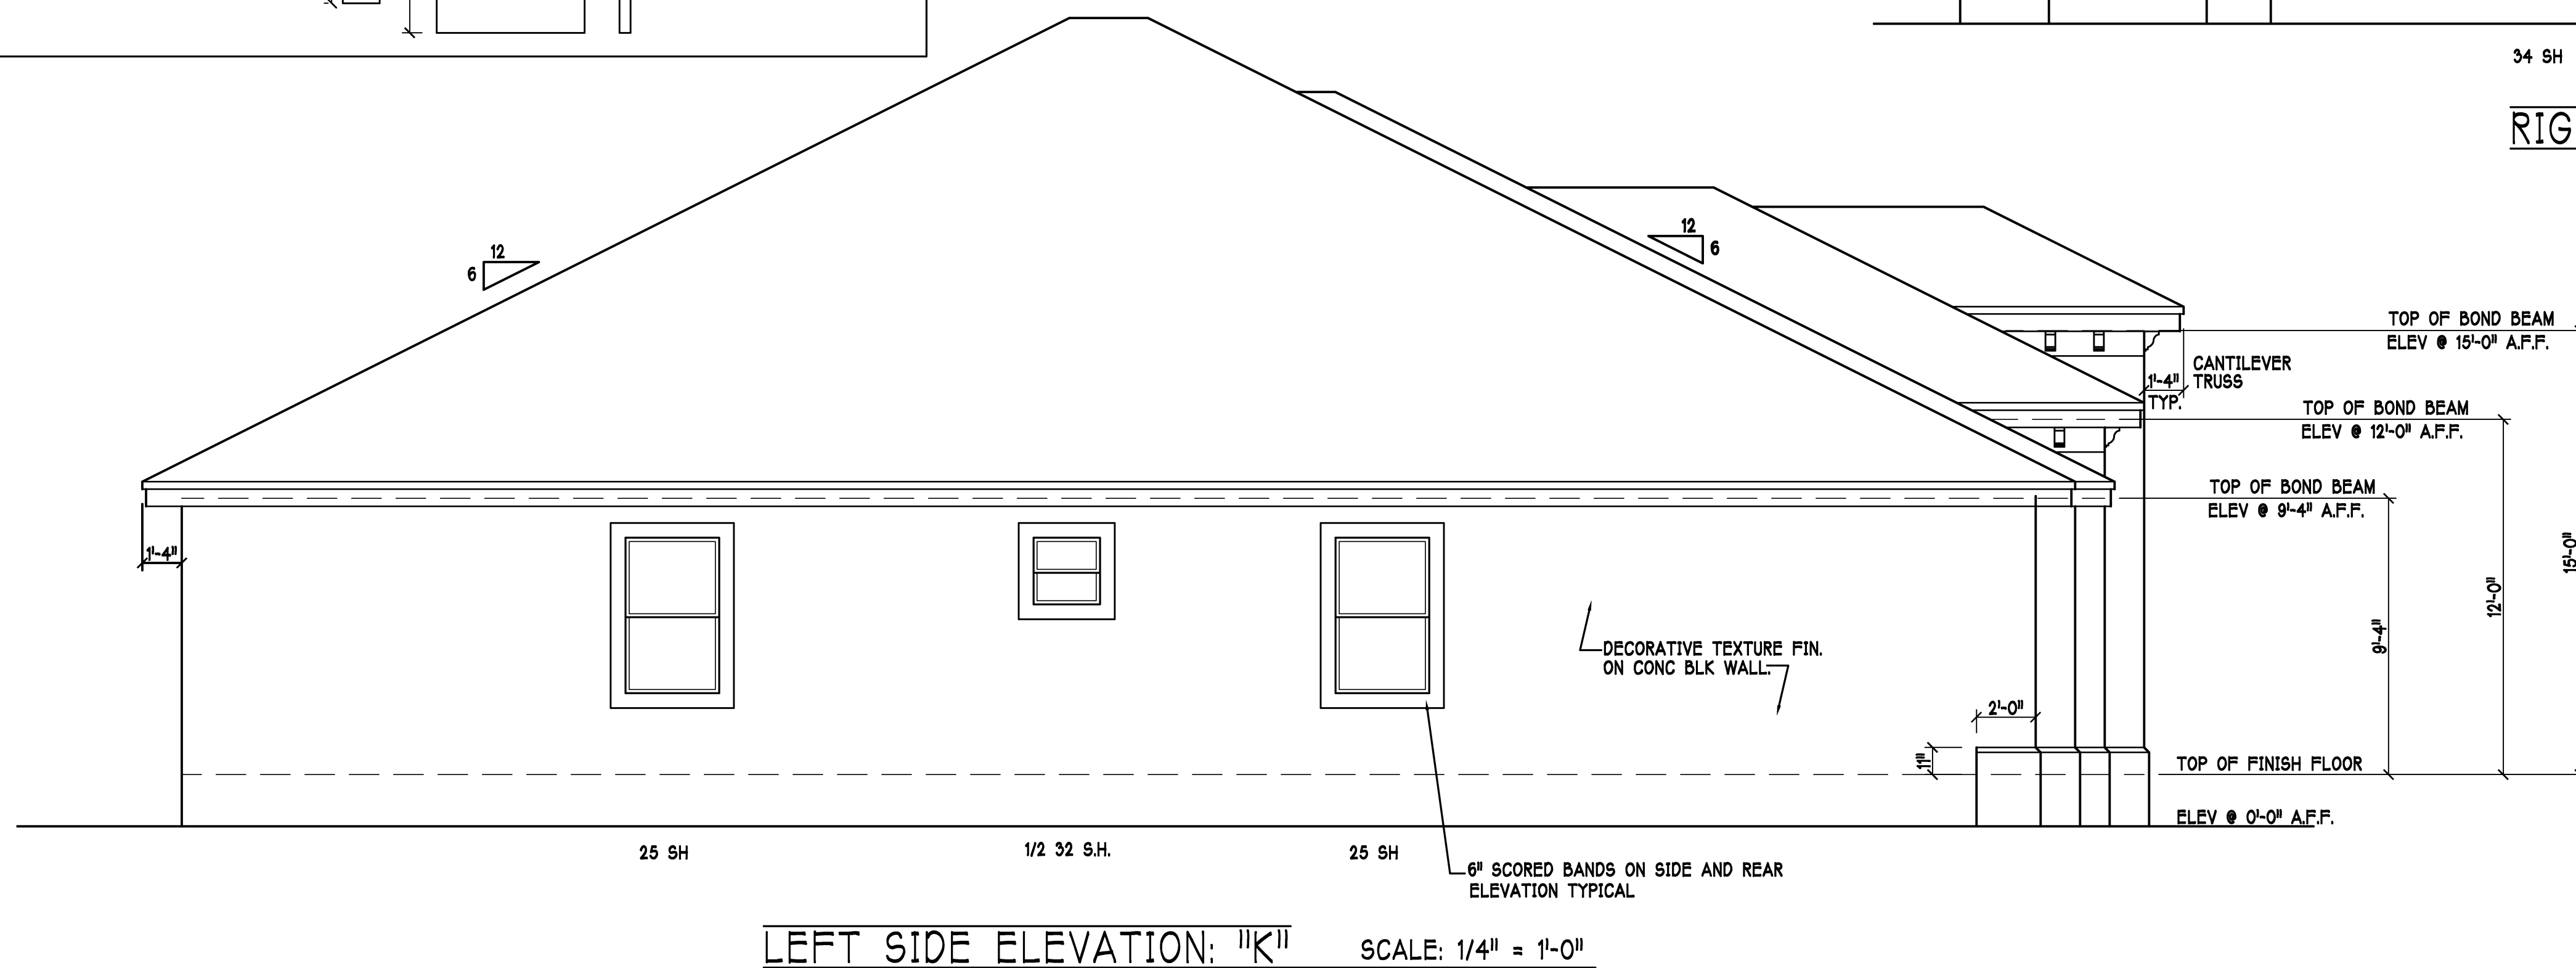 34 SH
RIG
12
6
12
6
TOP OF BOND BEAM
ELEV @ 15'-0" A.F.F.
CANTILEVER
TRUSS
1'-4"
TYP.
TOP OF BOND BEAM
ELEV @ 12'-0" A.F.F.
TOP OF BOND BEAM
ELEV @ 9'-4" A.F.F.
1'-4"
15'-0"
12'-0"
9'-4"
DECORATIVE TEXTURE FIN.
ON CONC BLK WALL.
2'-0"
11"
TOP OF FINISH FLOOR
ELEV @ 0'-0" A.F.F.
25 SH
1/2 32 S.H.
25 SH
6" SCORED BANDS ON SIDE AND REAR
ELEVATION TYPICAL
LEFT SIDE ELEVATION: "K"
SCALE: 1/4" = 1'-0"